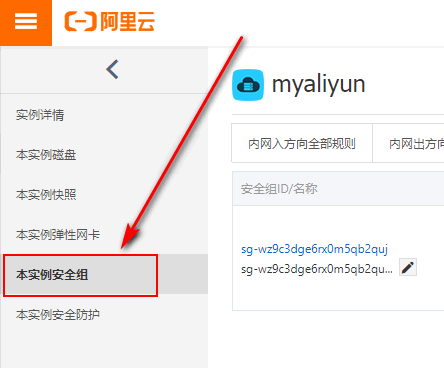 阿里云
myaliyun
实例详情
本实例磁盘
本实例快照
本实例弹性网卡
本实例安全组
本实例安全防护
内网入方向全部规则
内网出方向
安全组ID/名称
sg-wz9c3dge6rx0m5qb2quj
sg-wz9c3dge6rx0m5qb2qu...